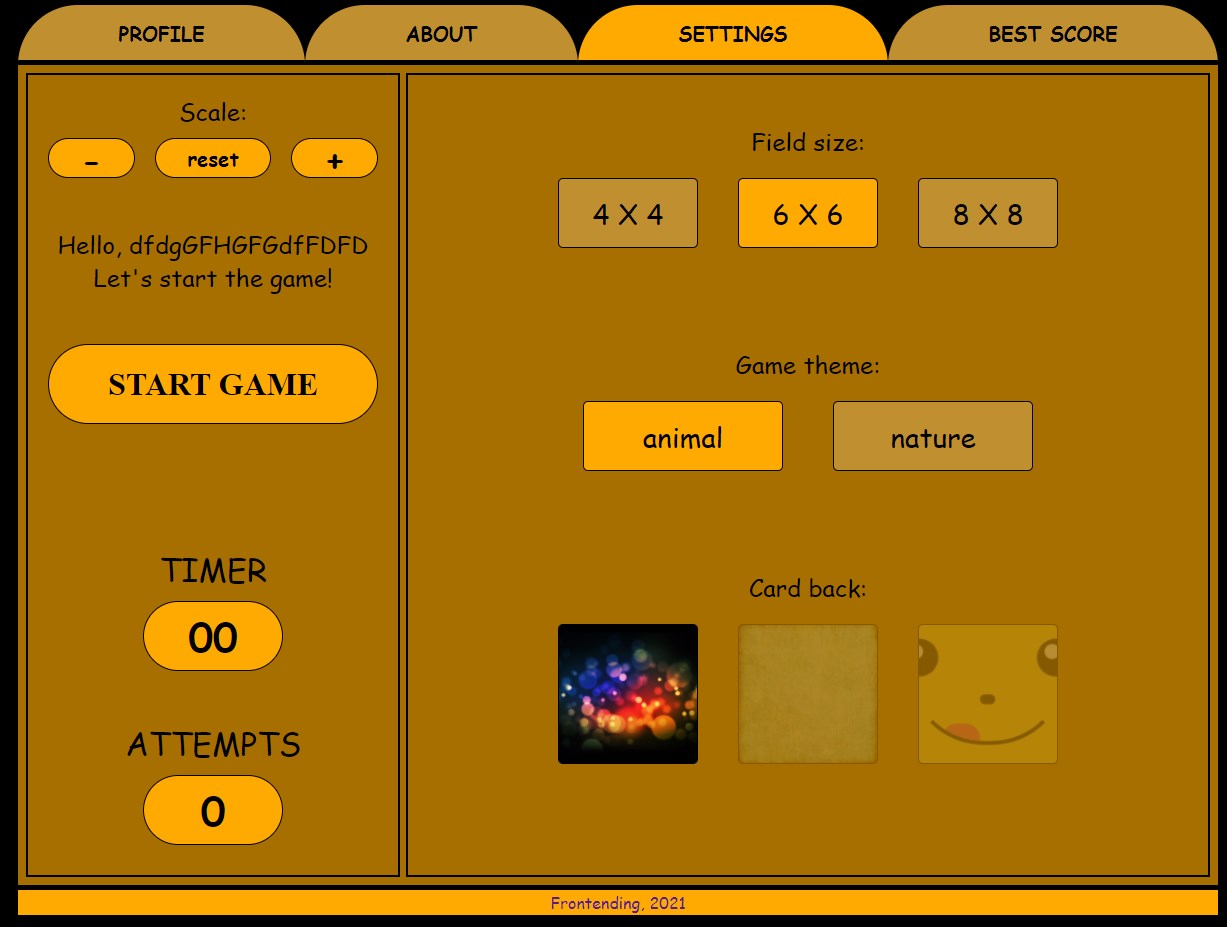 PROFILE ABOUT SETTINGS BEST SCORE
Scale:
- reset +
Hello, dfdgGFHGFGdfFDFD
Let's start the game!
START GAME
TIMER
00
ATTEMPTS
0
Field size:
4 X 4 6 X 6 8 X 8
Game theme:
animal nature
Card back:
Frontending, 2021